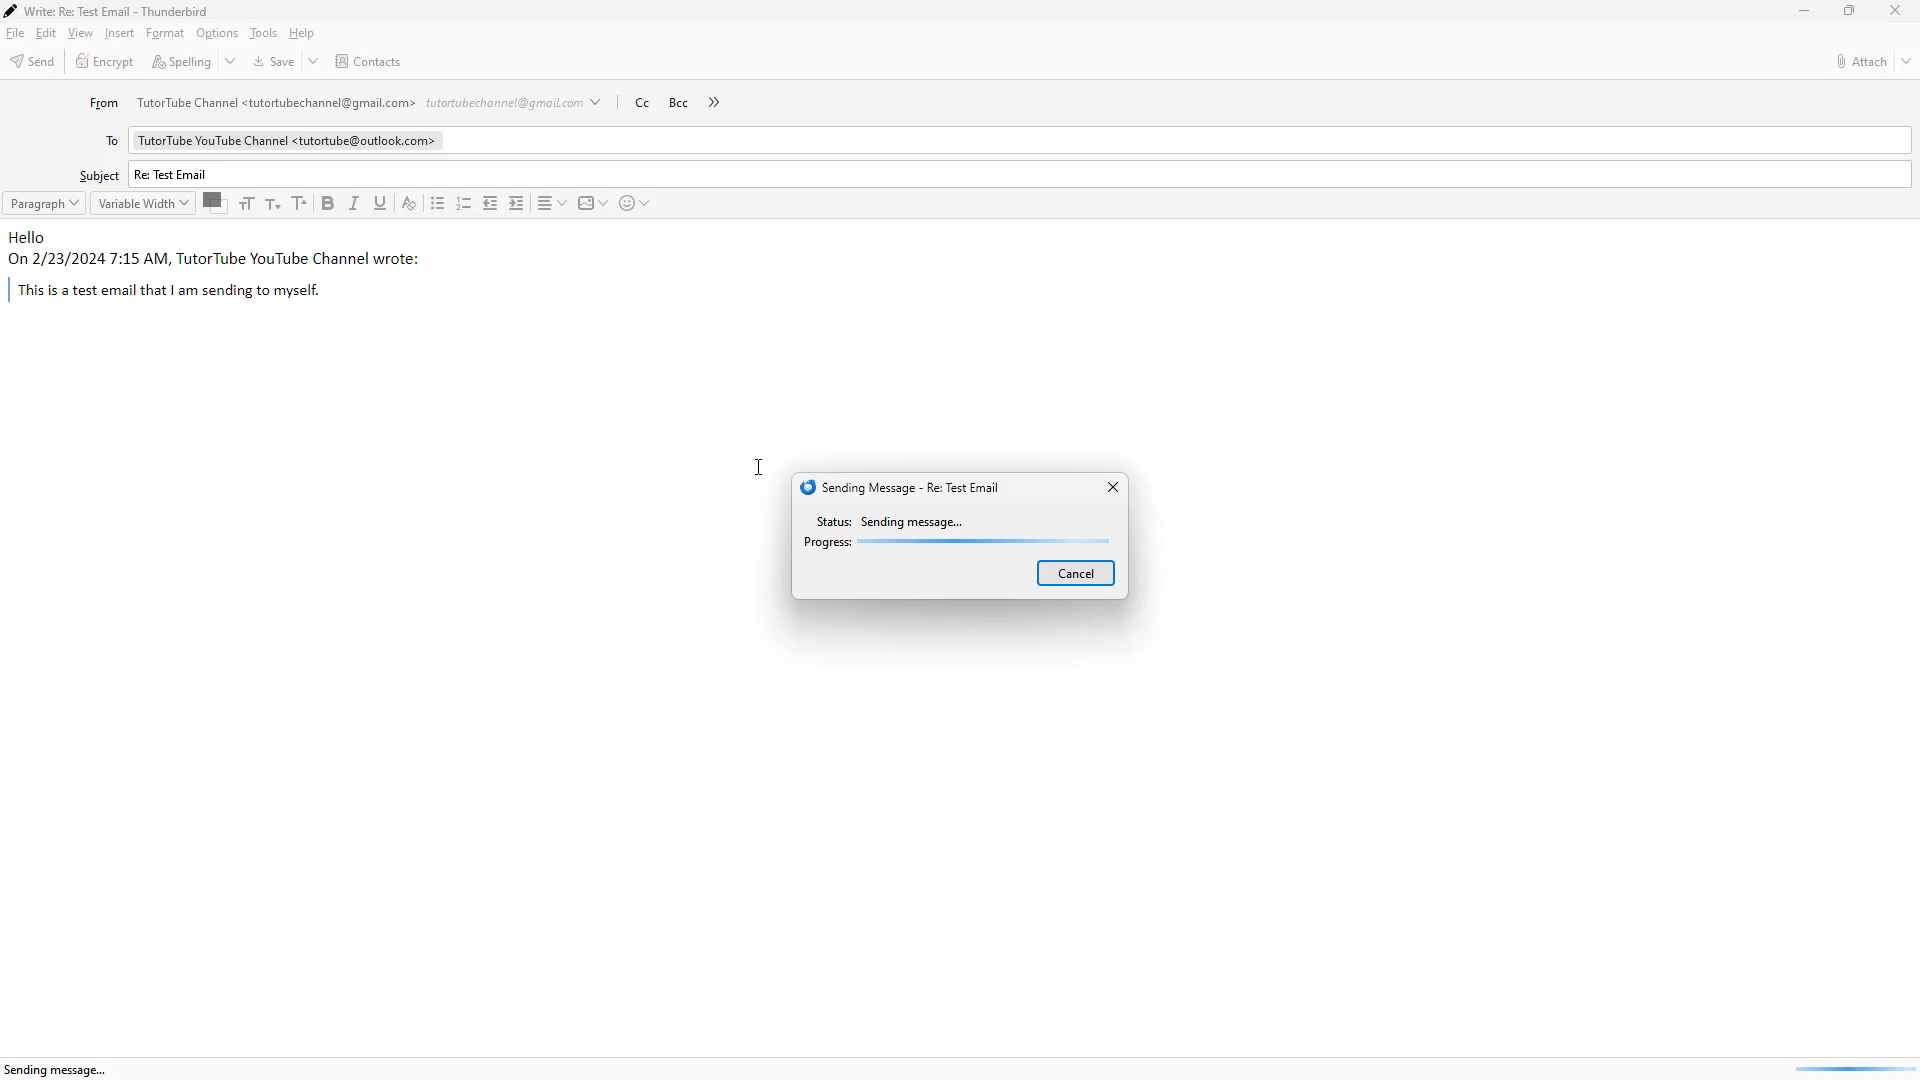 Write: Re: Test Email - Thunderbird
File Edit View Insert Format Options Tools Help
Send Encrypt Spelling Save Contacts Attach
From TutorTube Channel <tutortubechannel@gmail.com> tutortubechannel@gmail.com Cc Bcc
To TutorTube YouTube Channel <tutortube@outlook.com>
Subject Re: Test Email
Paragraph Variable Width
Hello
On 2/23/2024 7:15 AM, TutorTube YouTube Channel wrote:
This is a test email that I am sending to myself.
Sending Message - Re: Test Email
Status: Sending message...
Progress:
Cancel
Sending message...